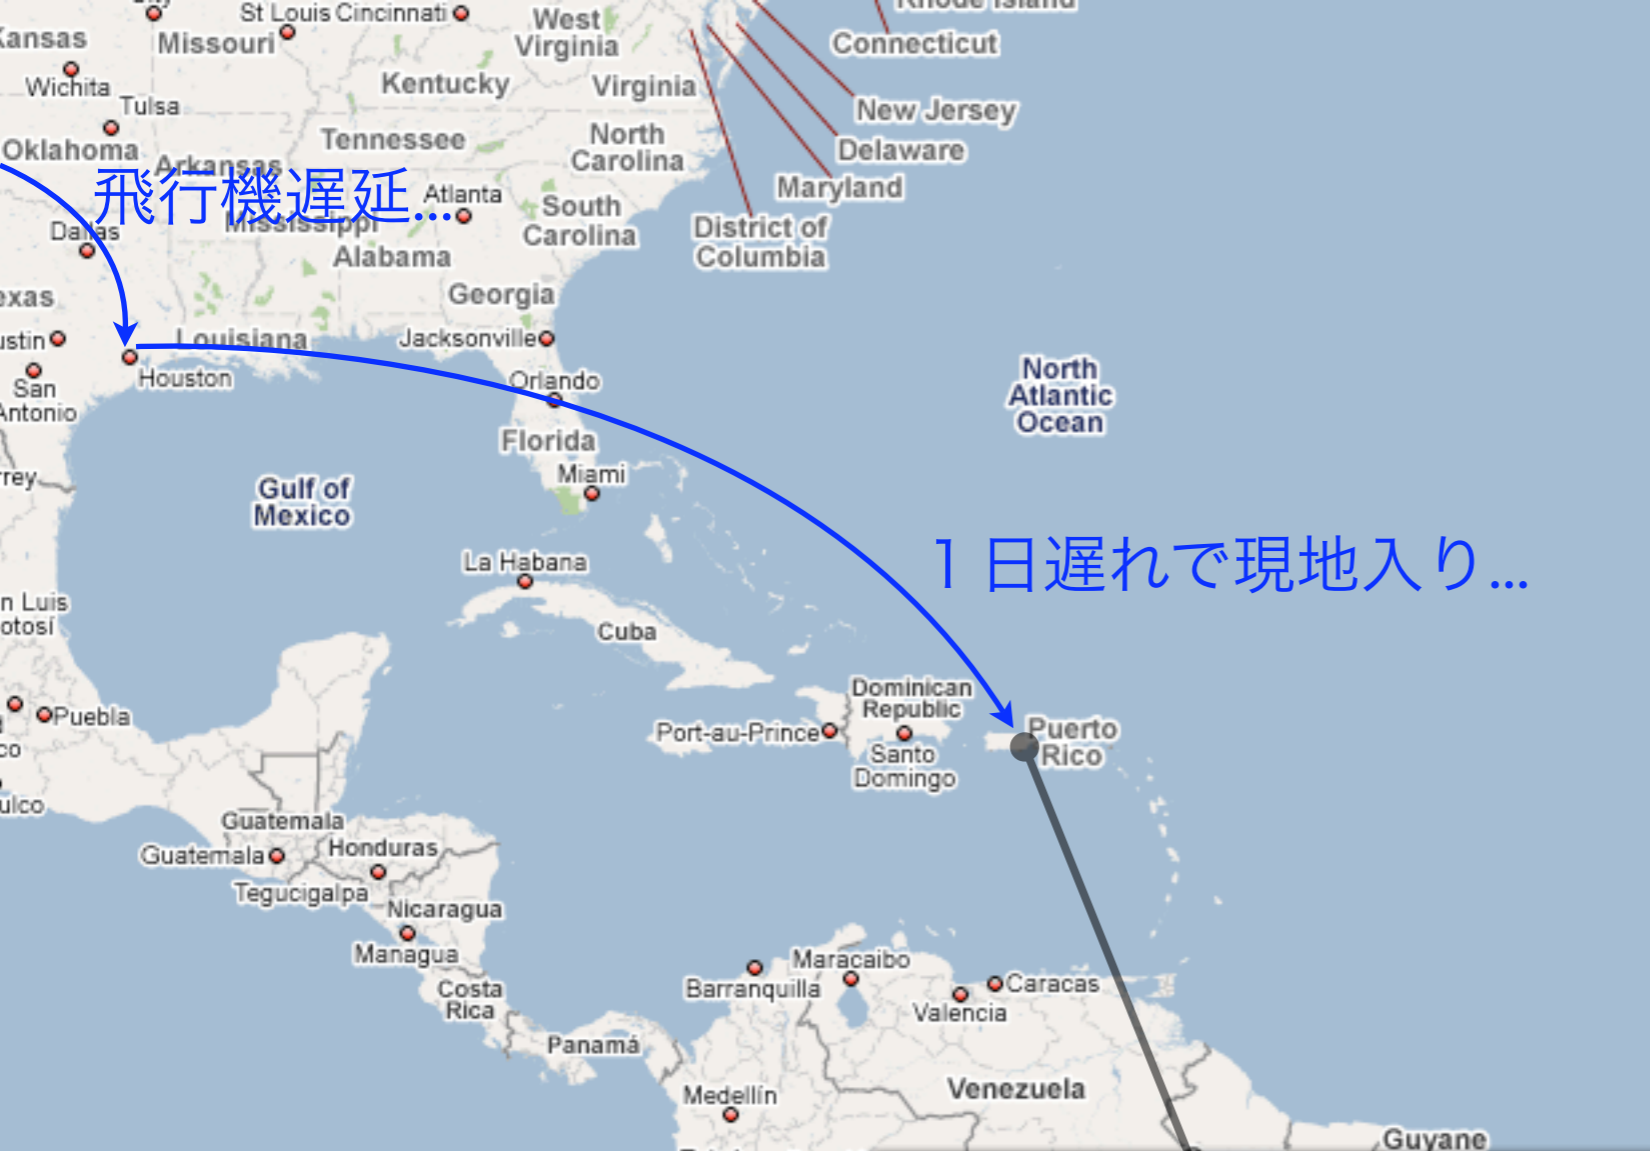 St Louis
Cincinnati
West
Virginia
Kansas
Missouri
Connecticut
Wichita
Kentucky
Virginia
Tulsa
New Jersey
Oklahoma
Tennessee
North
Carolina
Delaware
Arkansas
Maryland
飛行機遅延...
Atlanta
South
Carolina
Mississippi
Dallas
District of
Columbia
Alabama
Georgia
Jacksonville
Louisiana
Houston
San
Antonio
Orlando
North
Atlantic
Ocean
Florida
Miami
Gulf of
Mexico
１日遅れで現地入り...
La Habana
Cuba
Dominican
Republic
Puebla
Port-au-Prince
Puerto
Rico
Santo
Domingo
Guatemala
Honduras
Guatemala
Tegucigalpa
Nicaragua
Managua
Maracaibo
Barranquilla
Caracas
Costa
Rica
Valencia
Panamá
Venezuela
Medellín
Guyane